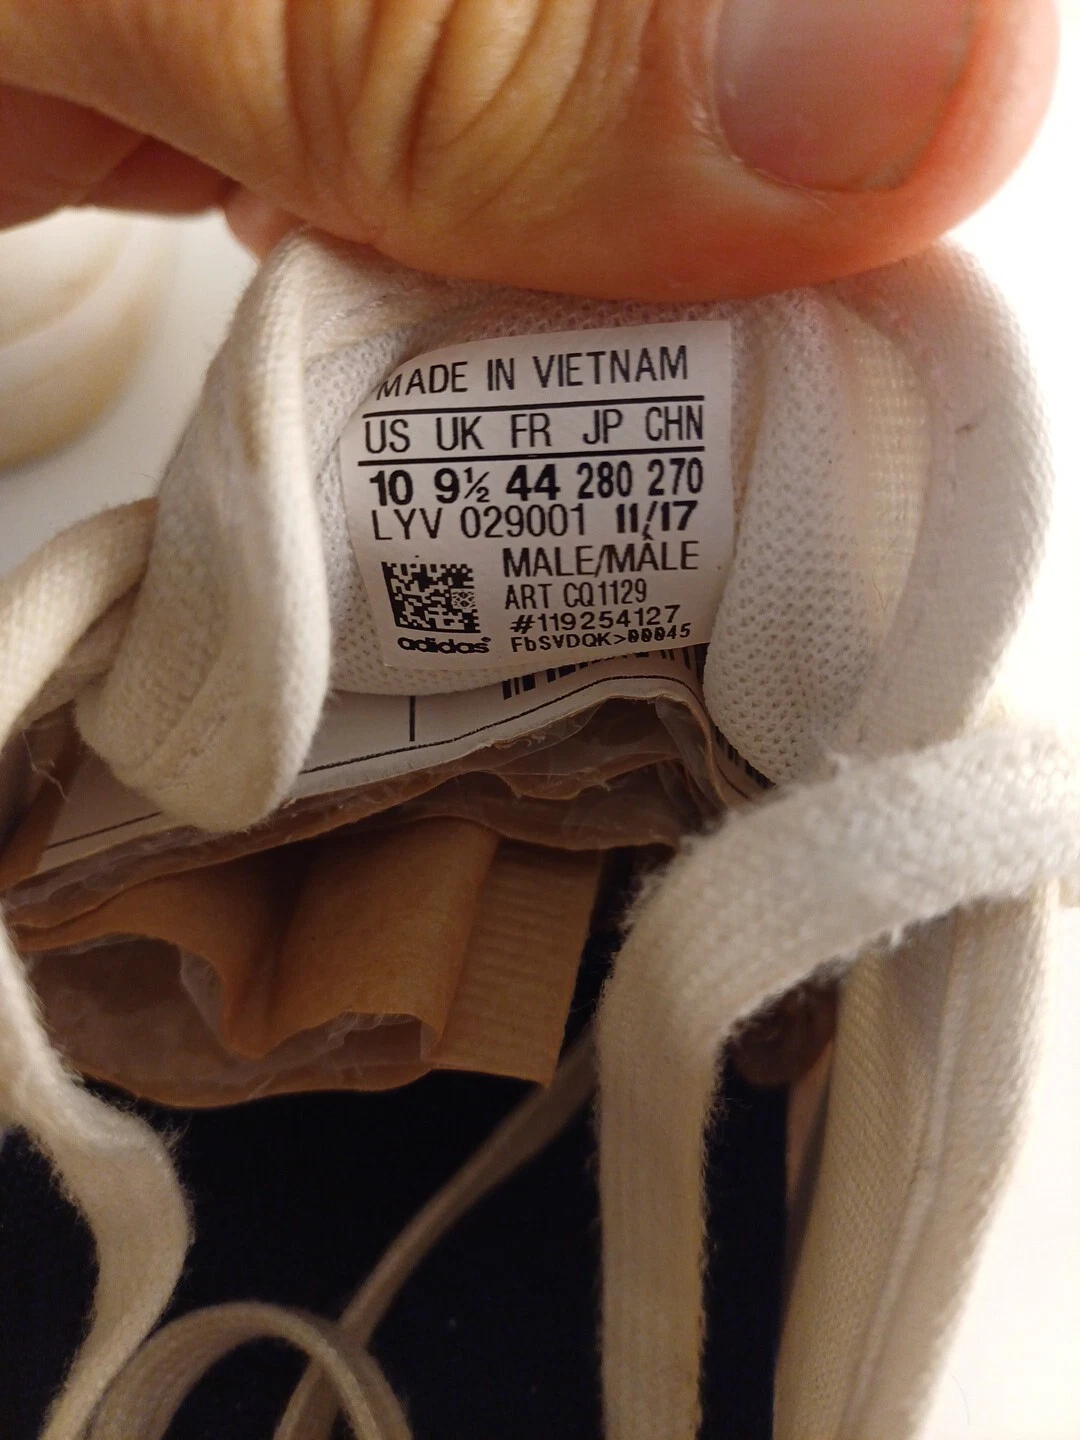 MADE IN VIETNAM
US UK FR JP CHN
10 9½ 44 280 270
LYV 029001 11/17
MALE/MÂLE
ART CQ1129
#119254127
adidas® FbSVDQK>00045